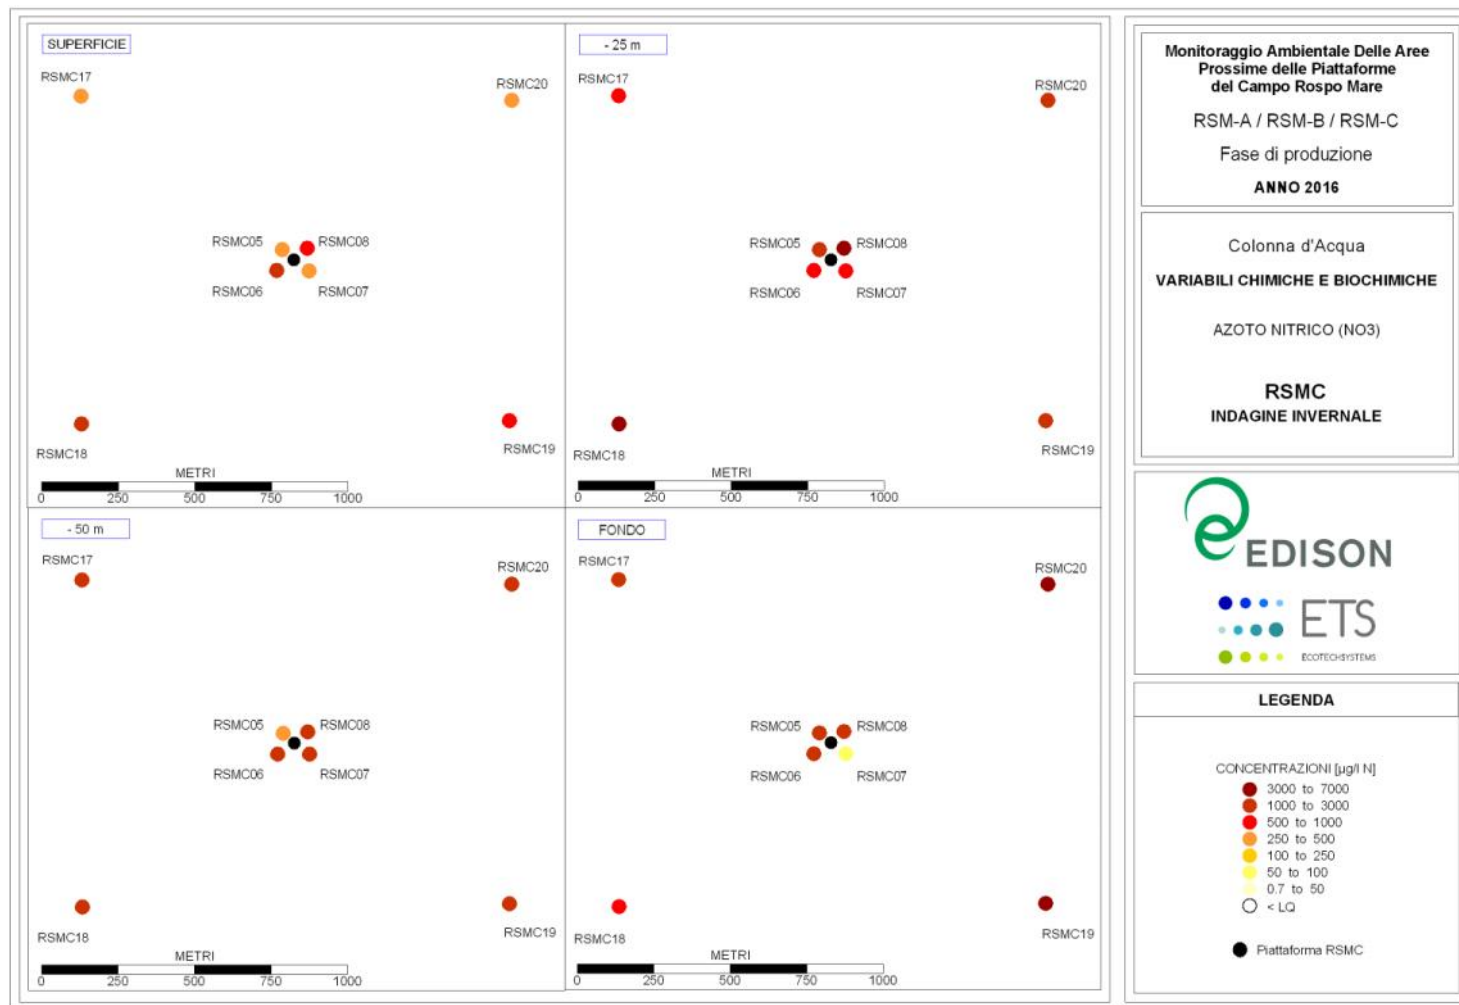 SUPERFICIE
RSMC17
RSMC20
RSMC05
RSMC08
RSMC06
RSMC07
RSMC18
RSMC19
METRI
0 250 500 750 1000
- 25 m
RSMC17
RSMC20
RSMC05
RSMC08
RSMC06
RSMC07
RSMC18
RSMC19
METRI
0 250 500 750 1000
- 50 m
RSMC17
RSMC20
RSMC05
RSMC08
RSMC06
RSMC07
RSMC18
RSMC19
METRI
0 250 500 750 1000
FONDO
RSMC17
RSMC20
RSMC05
RSMC08
RSMC06
RSMC07
RSMC18
RSMC19
METRI
0 250 500 750 1000
Monitoraggio Ambientale Delle Aree
Prossime delle Piattaforme
del Campo Rospo Mare
RSM-A / RSM-B / RSM-C
Fase di produzione
ANNO 2016
Colonna d'Acqua
VARIABILI CHIMICHE E BIOCHIMICHE
AZOTO NITRICO (NO3)
RSMC
INDAGINE INVERNALE
EDISON
ETS
ECOTECHSYSTEMS
LEGENDA
CONCENTRAZIONI [µg/l N]
3000 to 7000
1000 to 3000
500 to 1000
250 to 500
100 to 250
50 to 100
0.7 to 50
< LQ
Piattaforma RSMC